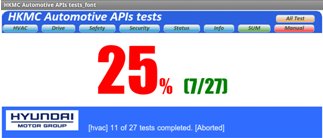 HKMC Automotive APIs tests_font
HKMC Automotive APIs tests
All Test
HVAC Drive Safety Security Status Info SUM Manual
25% (7/27)
HYUNDAI
MOTOR GROUP
[hvac] 11 of 27 tests completed. [Aborted]